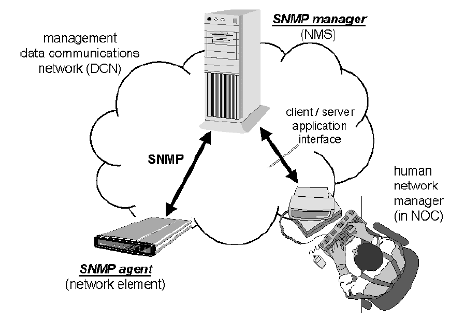 SNMP manager
(NMS)
management
data communications
network (DCN)
client / server
application
interface
SNMP
human
network
manager
(in NOC)
SNMP agent
(network element)